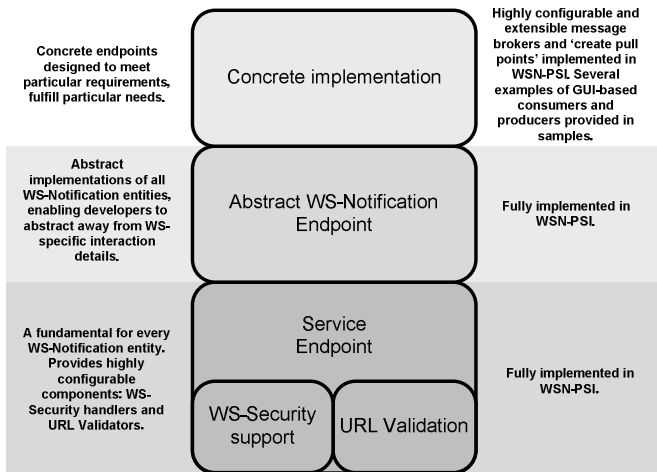 Concrete endpoints
designed to meet
particular requirements,
fulfill particular needs.
Concrete implementation
Highly configurable and
extensible message
brokers and ‘create pull
points’ implemented in
WSN-PSI. Several
examples of GUI-based
consumers and
producers provided in
samples.
Abstract
implementations of all
WS-Notification entities,
enabling developers to
abstract away from WS-
specific interaction
details.
Abstract WS-Notification
Endpoint
Fully implemented in
WSN-PSI.
A fundamental for every
WS-Notification entity.
Provides highly
configurable
components: WS-
Security handlers and
URL Validators.
Service
Endpoint
WS-Security
support
URL Validation
Fully implemented in
WSN-PSI.